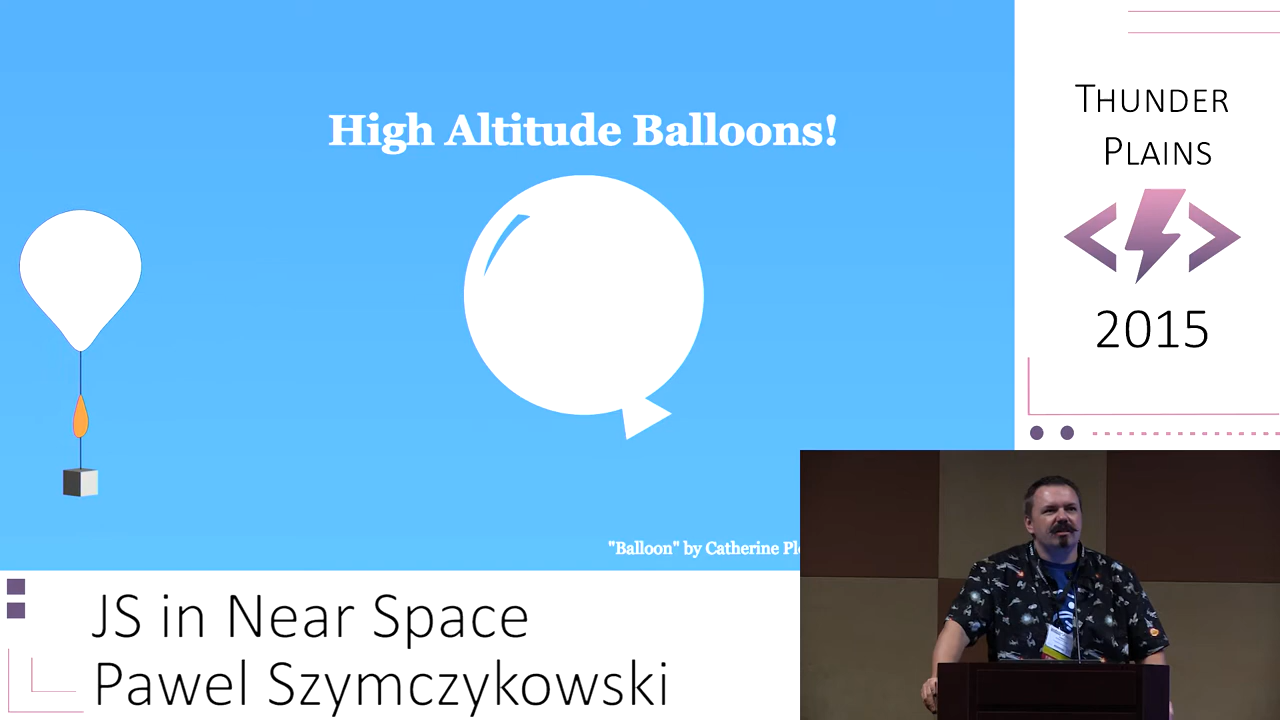 High Altitude Balloons!
"Balloon" by Catherine
JS in Near Space
Pawel Szymczykowski
THUNDER
PLAINS
2015